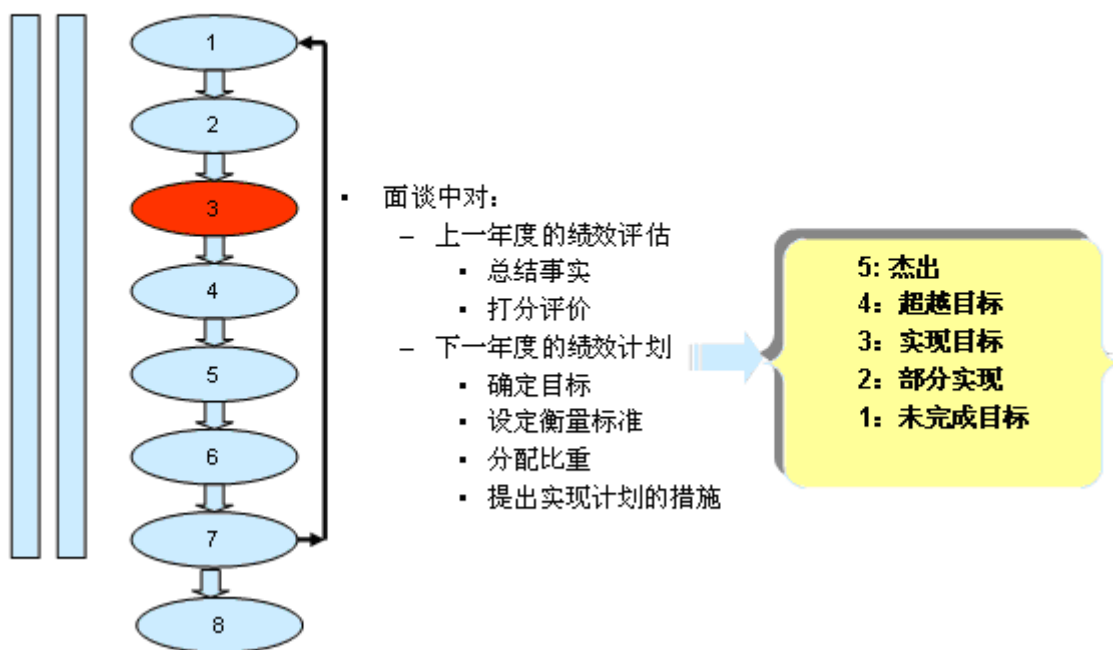 1
2
3
4
5
6
7
8
▪ 面谈中对：
– 上一年度的绩效评估
▪ 总结事实
▪ 打分评价
– 下一年度的绩效计划
▪ 确定目标
▪ 设定衡量标准
▪ 分配比重
▪ 提出实现计划的措施
5: 杰出
4：超越目标
3：实现目标
2：部分实现
1：未完成目标